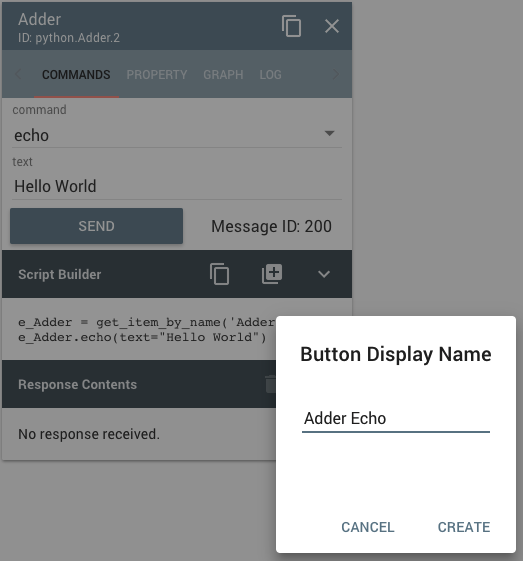 Adder
ID: python.Adder.2
COMMANDS PROPERTY GRAPH LOG
command
echo
text
Hello World
SEND Message ID: 200
Script Builder
e_Adder = get_item_by_name('Adder
e_Adder.echo(text="Hello World")
Response Contents
No response received.
Button Display Name
Adder Echo
CANCEL CREATE